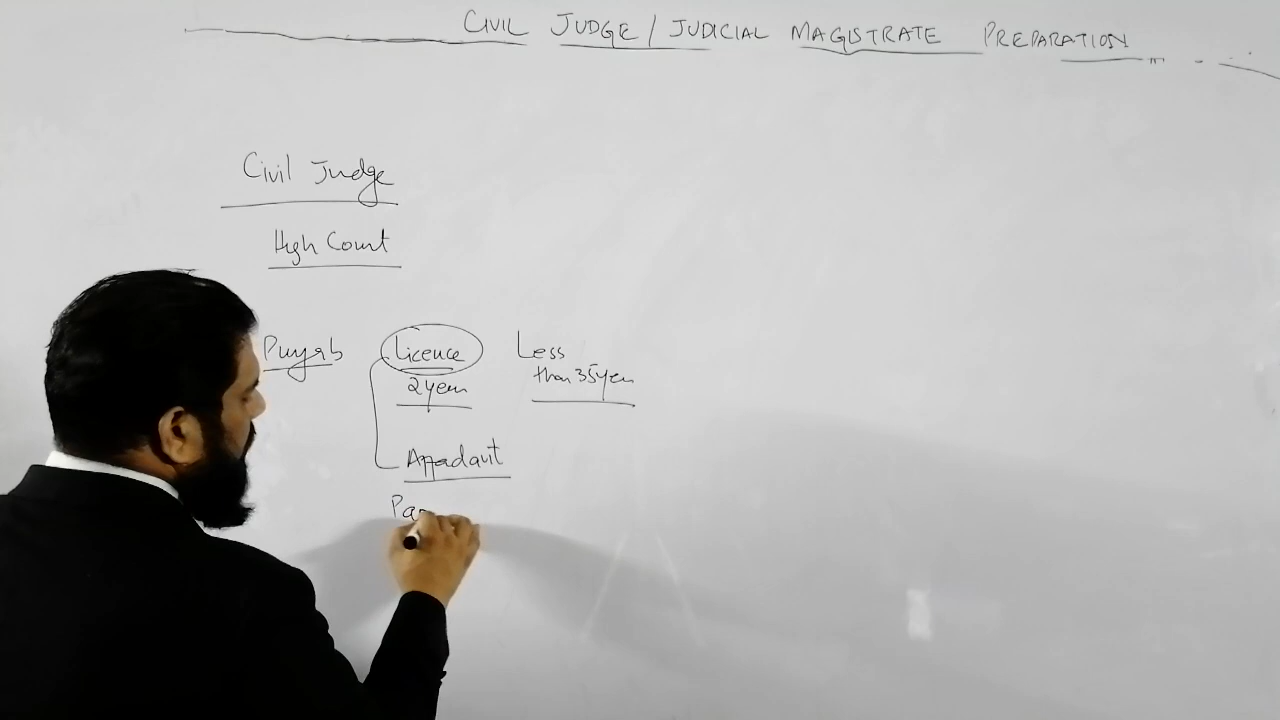 CIVIL JUDGE / JUDICIAL MAGISTRATE PREPARATION
Civil Judge
High Court
Punjab Licence Less
2 year than 35 year
Affadavit
Pa